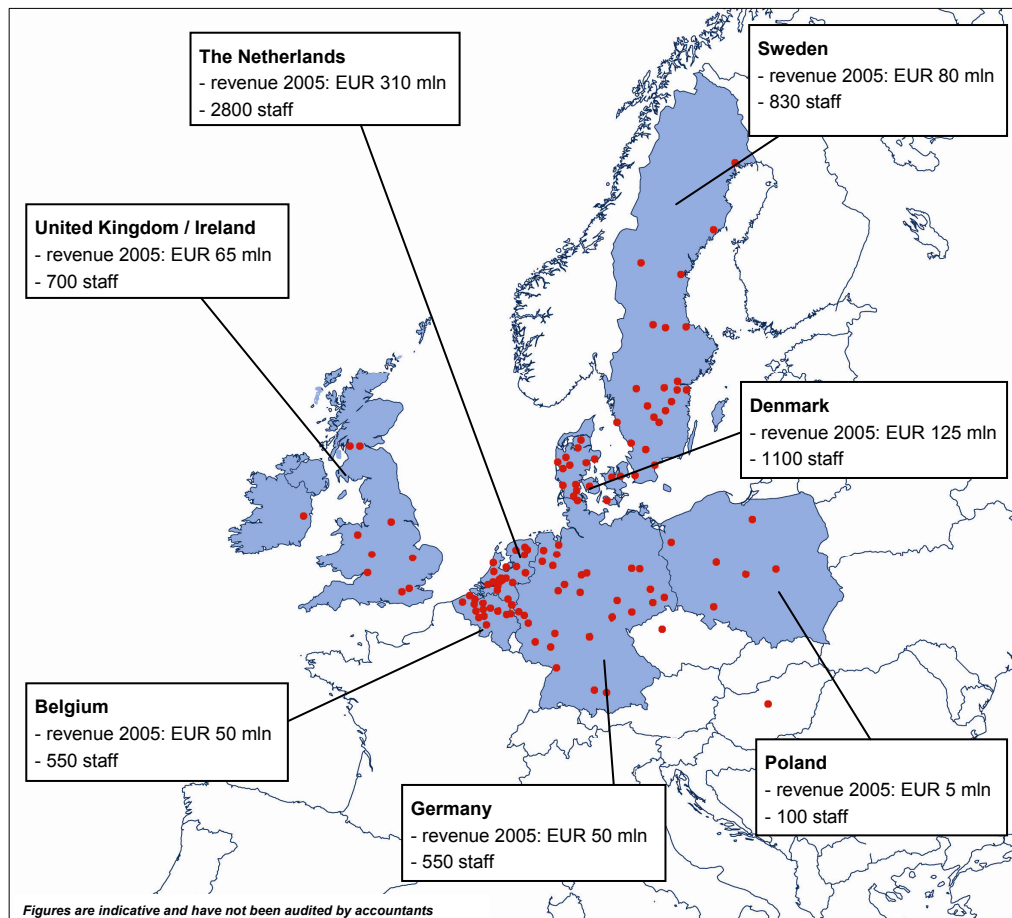 The Netherlands
- revenue 2005: EUR 310 mln
- 2800 staff
Sweden
- revenue 2005: EUR 80 mln
- 830 staff
United Kingdom / Ireland
- revenue 2005: EUR 65 mln
- 700 staff
Denmark
- revenue 2005: EUR 125 mln
- 1100 staff
Belgium
- revenue 2005: EUR 50 mln
- 550 staff
Germany
- revenue 2005: EUR 50 mln
- 550 staff
Poland
- revenue 2005: EUR 5 mln
- 100 staff
Figures are indicative and have not been audited by accountants